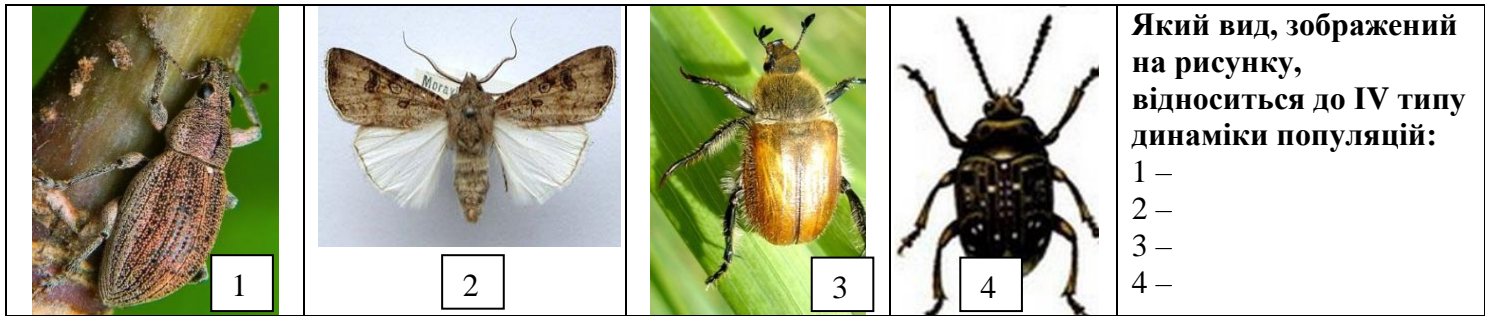 Morav
1
2
3
4
Який вид, зображений
на рисунку,
відноситься до IV типу
динаміки популяцій:
1 –
2 –
3 –
4 –